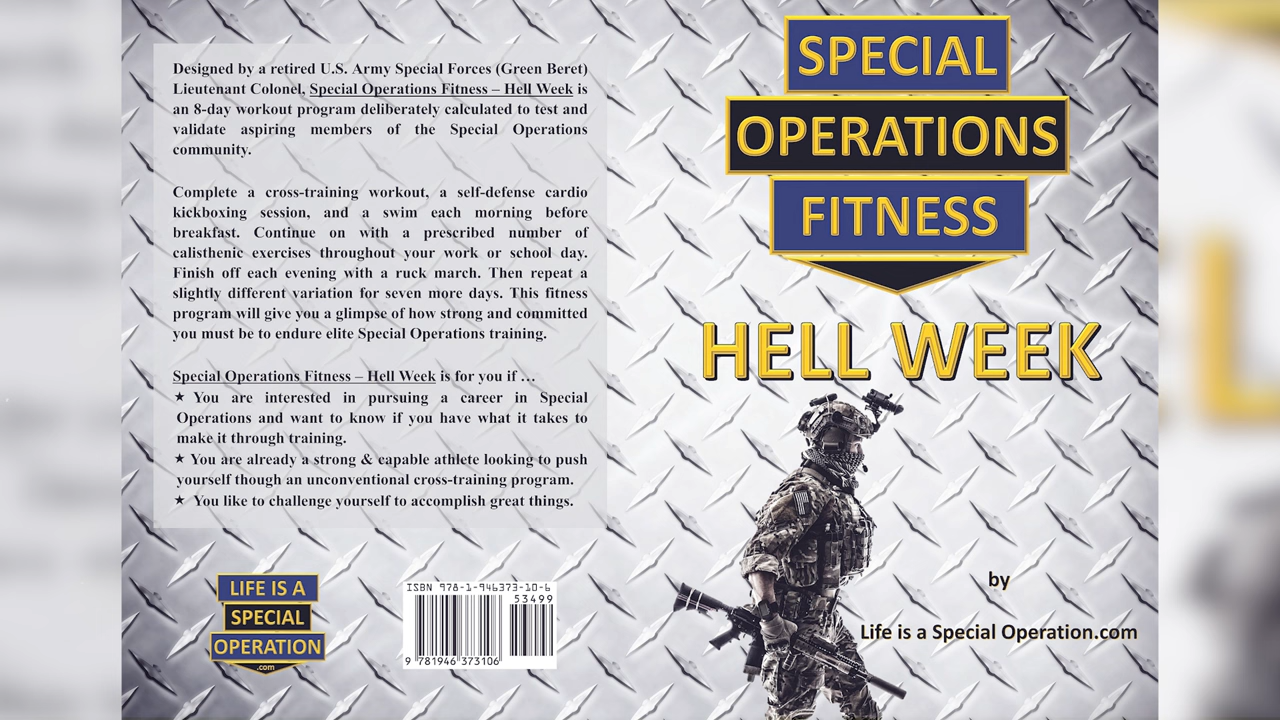 Designed by a retired U.S. Army Special Forces (Green Beret)
Lieutenant Colonel, Special Operations Fitness – Hell Week is
an 8-day workout program deliberately calculated to test and
validate aspiring members of the Special Operations
community.
Complete a cross-training workout, a self-defense cardio
kickboxing session, and a swim each morning before
breakfast. Continue on with a prescribed number of
calisthenic exercises throughout your work or school day.
Finish off each evening with a ruck march. Then repeat a
slightly different variation for seven more days. This fitness
program will give you a glimpse of how strong and committed
you must be to endure elite Special Operations training.
Special Operations Fitness – Hell Week is for you if …
★ You are interested in pursuing a career in Special
Operations and want to know if you have what it takes to
make it through training.
★ You are already a strong & capable athlete looking to push
yourself though an unconventional cross-training program.
★ You like to challenge yourself to accomplish great things.
LIFE IS A
SPECIAL
OPERATION
.com
ISBN 978-1-946373-10-6
53499
9 781946 373106
SPECIAL
OPERATIONS
FITNESS
HELL WEEK
by
Life is a Special Operation.com